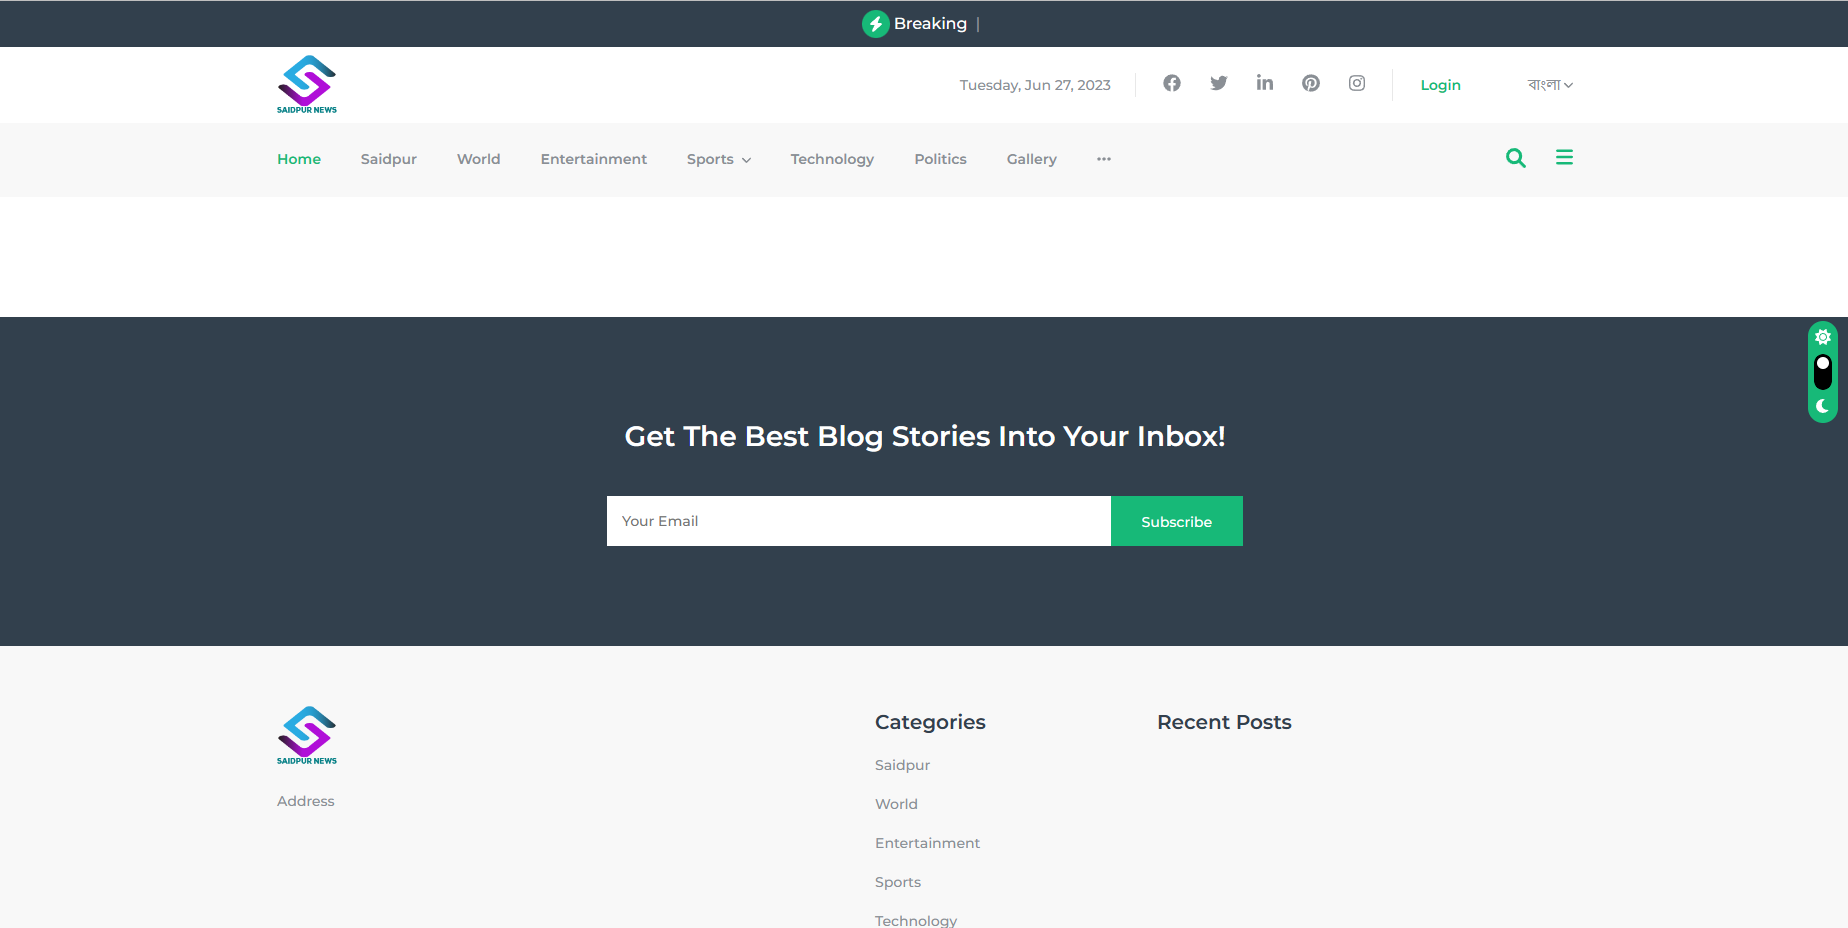 Breaking |
SAIDPUR NEWS
Tuesday, Jun 27, 2023
Login
বাংলা
Home Saidpur World Entertainment Sports Technology Politics Gallery ...
Get The Best Blog Stories Into Your Inbox!
Your Email
Subscribe
SAIDPUR NEWS
Address
Categories
Saidpur
World
Entertainment
Sports
Technology
Recent Posts